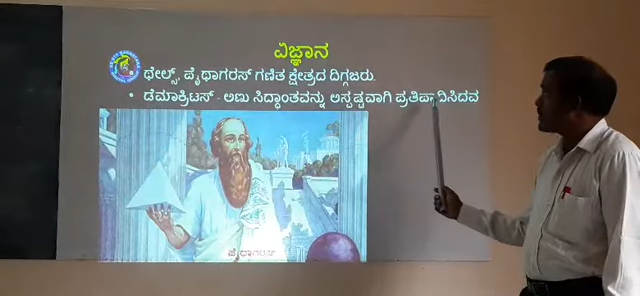 ವಿಜ್ಞಾನ
ಥೇಲ್ಸ್, ಪೈಥಾಗರಸ್ ಗಣಿತ ಕ್ಷೇತ್ರದ ದಿಗ್ಗಜರು.
• ಡೆಮಾಕ್ರಿಟಸ್ - ಅಣು ಸಿದ್ಧಾಂತವನ್ನು ಅಸ್ಪಷ್ಟವಾಗಿ ಪ್ರತಿಪಾದಿಸಿದವ
ಪೈಥಾಗರಸ್